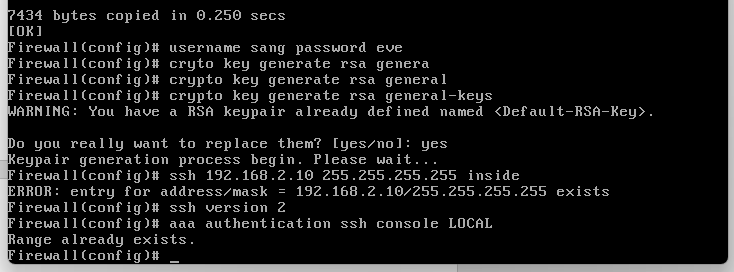 7434 bytes copied in 0.250 secs
[OK]
Firewall(config)# username sang password eve
Firewall(config)# cryto key generate rsa genera
Firewall(config)# crypto key generate rsa general
Firewall(config)# crypto key generate rsa general-keys
WARNING: You have a RSA keypair already defined named <Default-RSA-Key>.
Do you really want to replace them? [yes/no]: yes
Keypair generation process begin. Please wait...
Firewall(config)# ssh 192.168.2.10 255.255.255.255 inside
ERROR: entry for address/mask = 192.168.2.10/255.255.255.255 exists
Firewall(config)# ssh version 2
Firewall(config)# aaa authentication ssh console LOCAL
Range already exists.
Firewall(config)# _